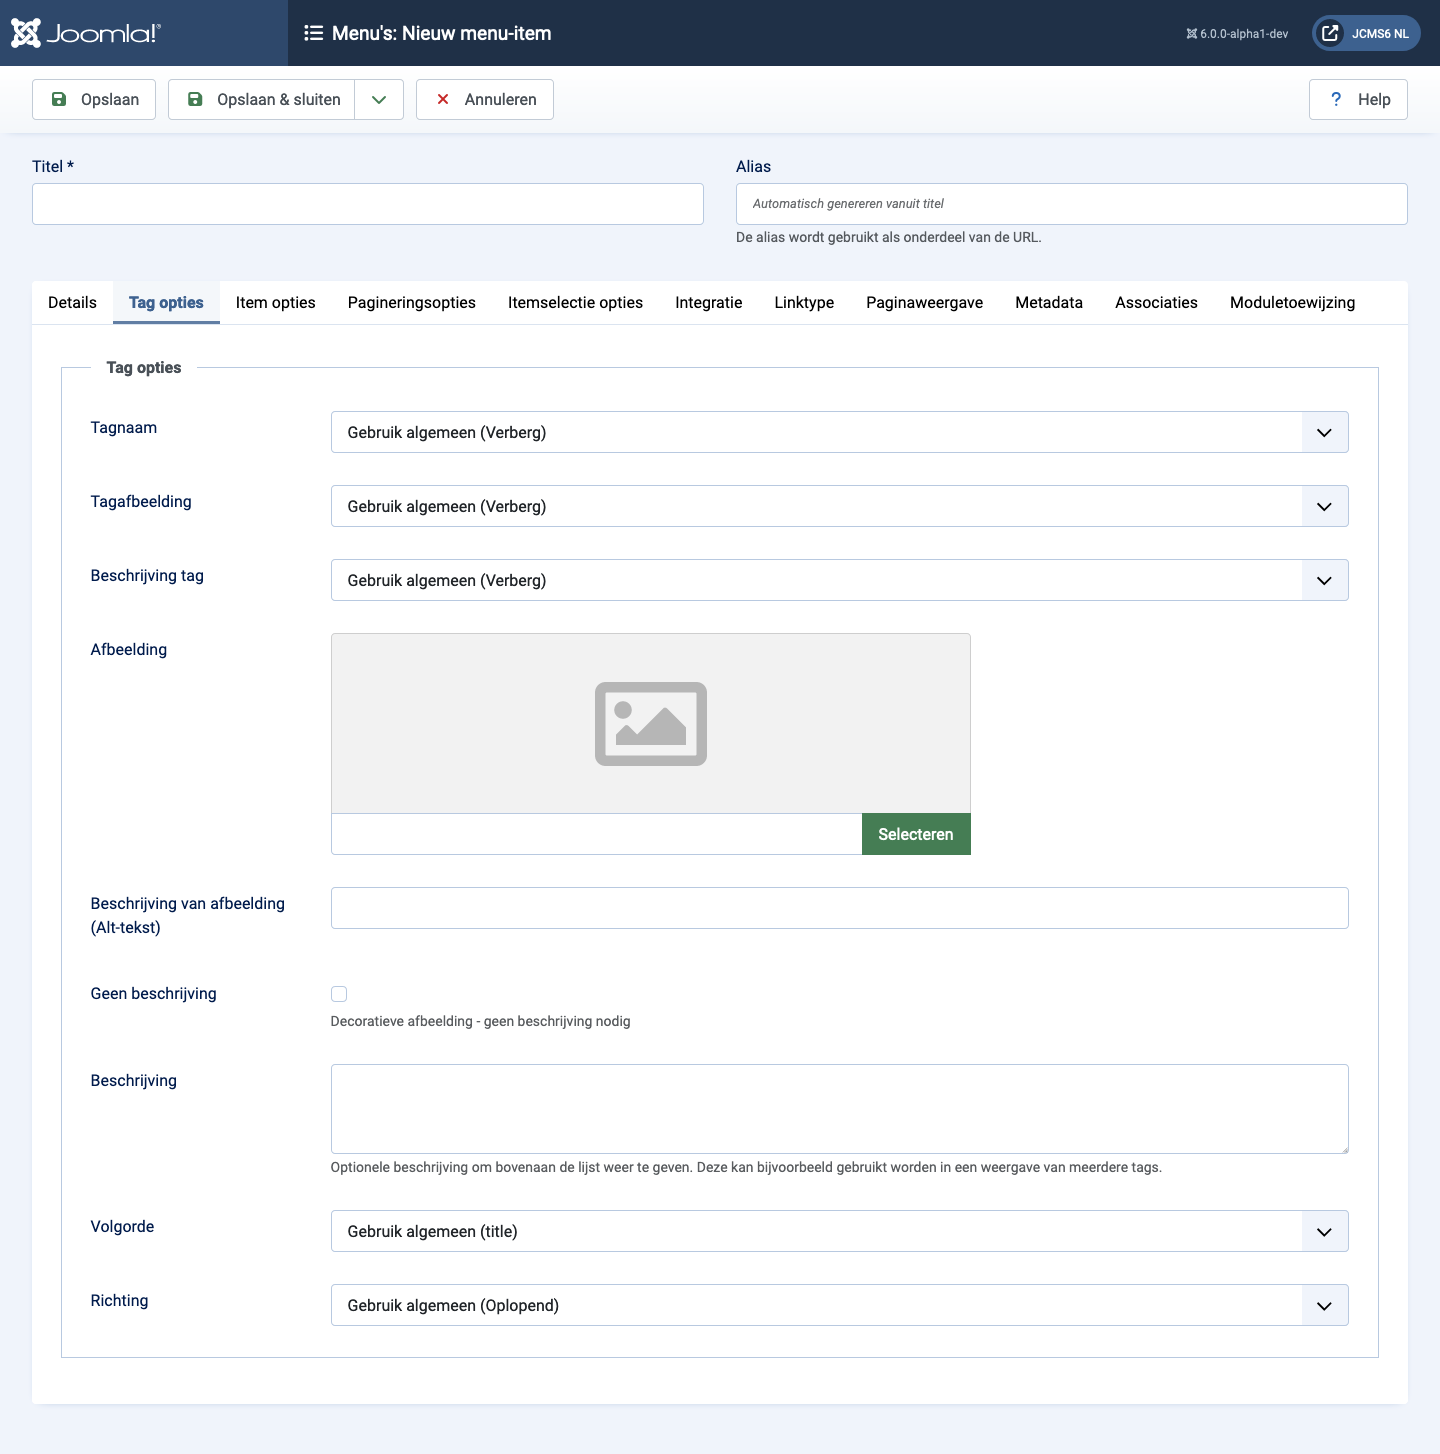 Joomla!®
Menu's: Nieuw menu-item
6.0.0-alpha1-dev
JCMS6 NL
Opslaan
Opslaan & sluiten
Annuleren
? Help
Titel *
Alias
Automatisch genereren vanuit titel
De alias wordt gebruikt als onderdeel van de URL.
Details
Tag opties
Item opties
Pagineringsopties
Itemselectie opties
Integratie
Linktype
Paginaweergave
Metadata
Associaties
Moduletoewijzing
Tag opties
Tagnaam
Gebruik algemeen (Verberg)
Tagafbeelding
Gebruik algemeen (Verberg)
Beschrijving tag
Gebruik algemeen (Verberg)
Afbeelding
Selecteren
Beschrijving van afbeelding
(Alt-tekst)
Geen beschrijving
Decoratieve afbeelding - geen beschrijving nodig
Beschrijving
Optionele beschrijving om bovenaan de lijst weer te geven. Deze kan bijvoorbeeld gebruikt worden in een weergave van meerdere tags.
Volgorde
Gebruik algemeen (title)
Richting
Gebruik algemeen (Oplopend)